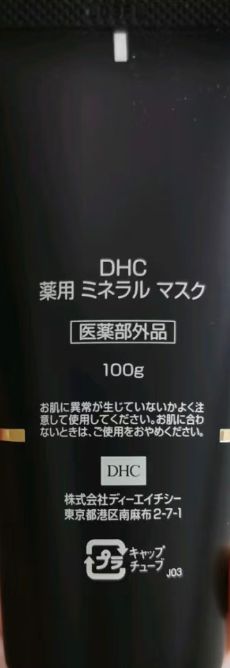 DHC
薬用 ミネラル マスク
医薬部外品
100g
お肌に異常が生じていないかよく注
意して使用してください。お肌に合わ
ないときは、ご使用をおやめください。
DHC
株式会社ディーエイチシー
東京都港区南麻布2-7-1
プラ
キャップ
チューブ J03